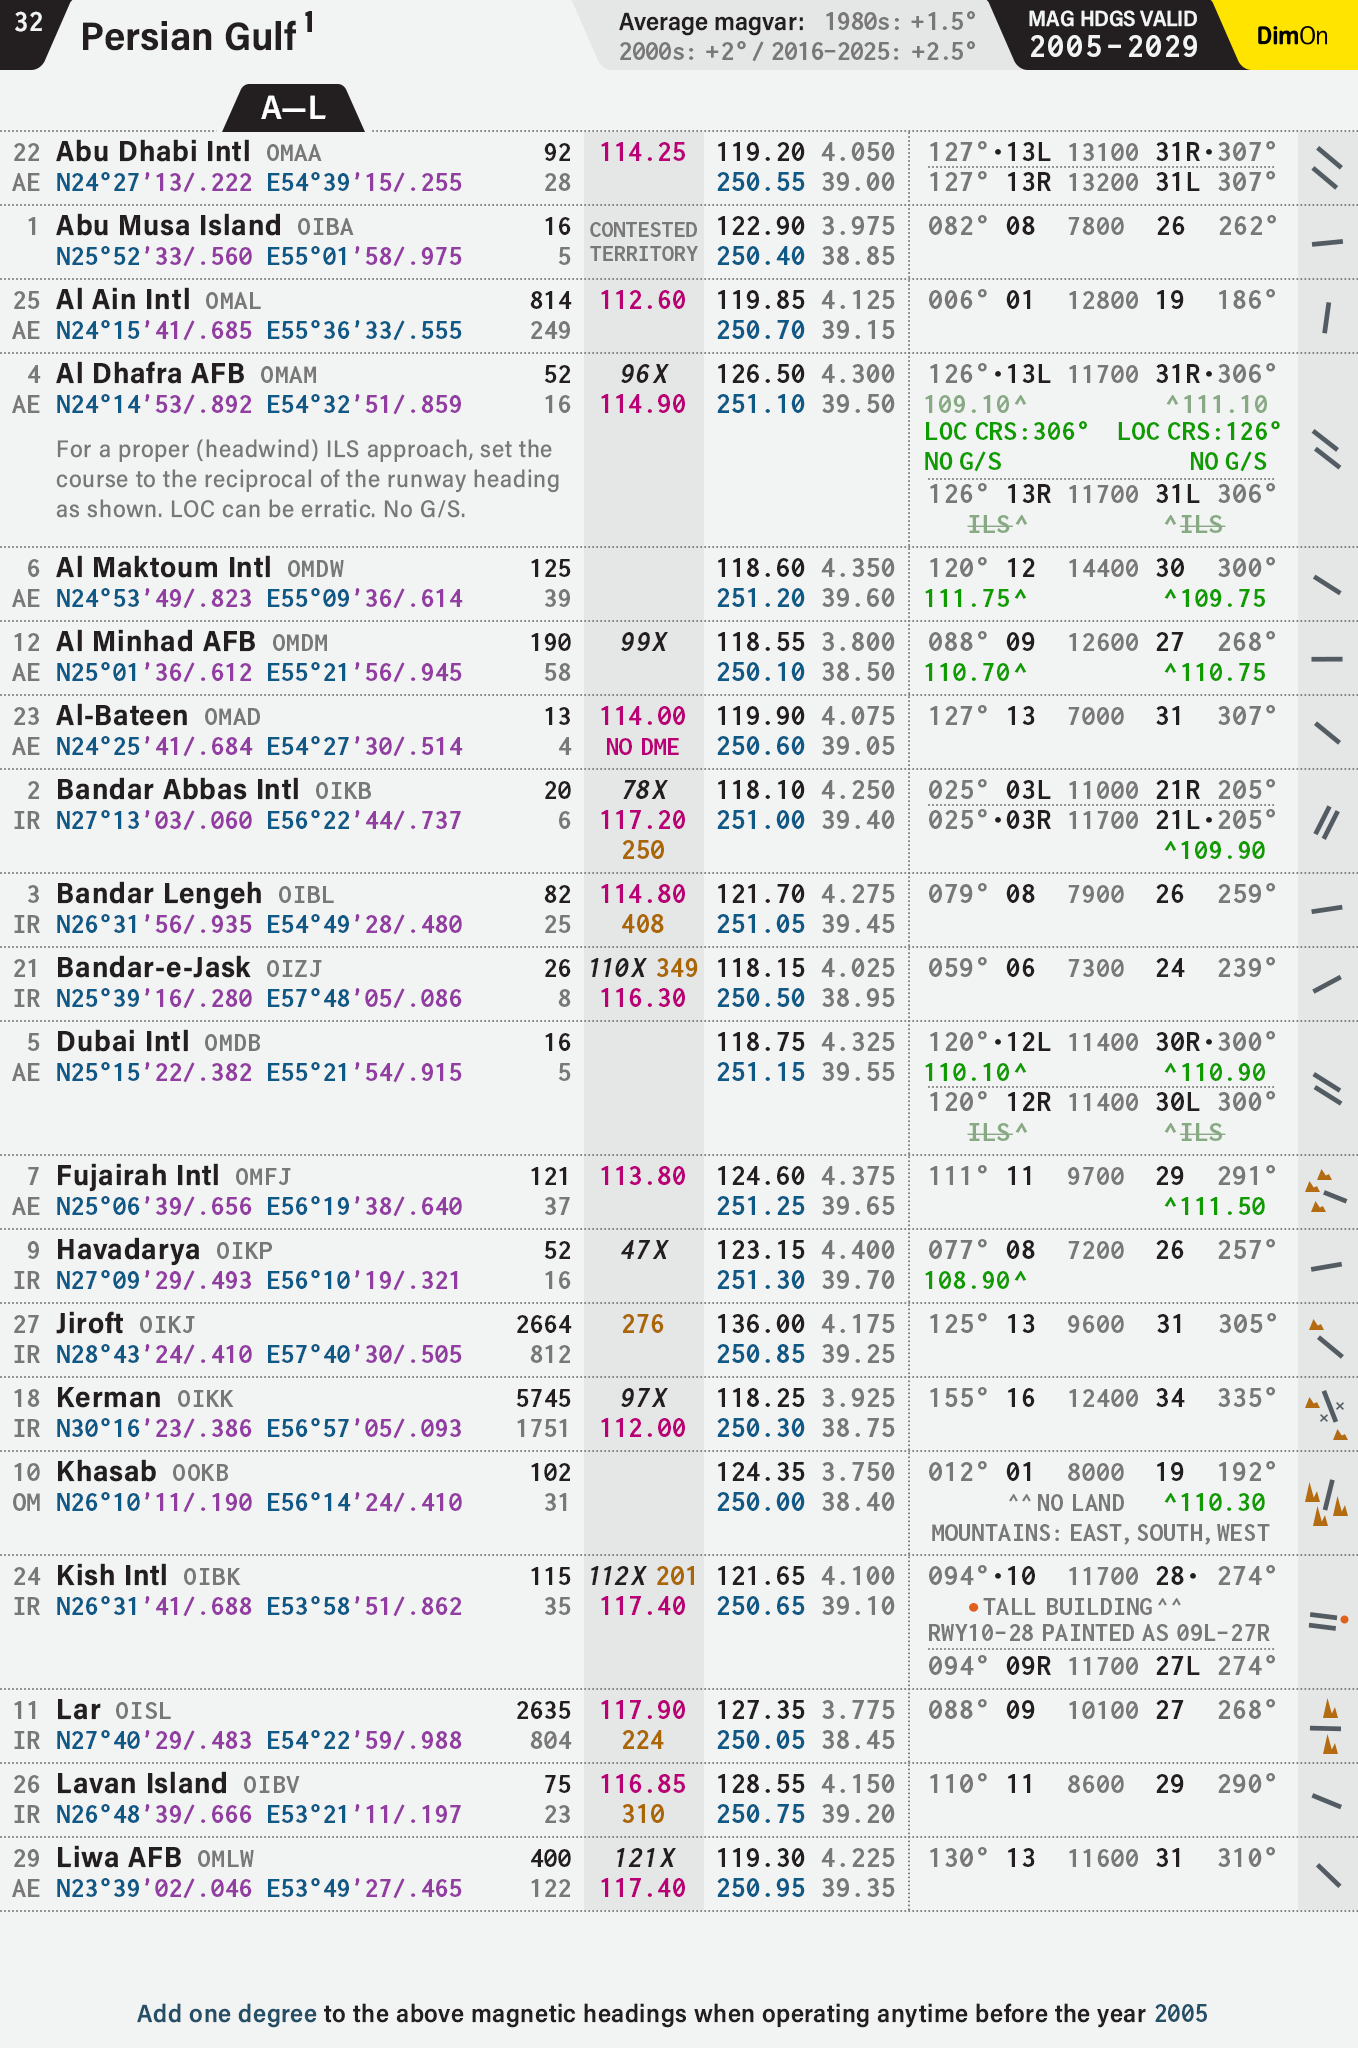 32 Persian Gulf 1 Average magvar: 1980s: +1.5° MAG HDGS VALID DimOn
2000s: +2° / 2016-2025: +2.5° 2005-2029
A—L
22 Abu Dhabi Intl OMAA 92 114.25 119.20 4.050 127°•13L 13100 31R•307°
AE N24°27'13/.222 E54°39'15/.255 28 250.55 39.00 127° 13R 13200 31L 307°
1 Abu Musa Island OIBA 16 CONTESTED 122.90 3.975 082° 08 7800 26 262°
N25°52'33/.560 E55°01'58/.975 5 TERRITORY 250.40 38.85
25 Al Ain Intl OMAL 814 112.60 119.85 4.125 006° 01 12800 19 186°
AE N24°15'41/.685 E55°36'33/.555 249 250.70 39.15
4 Al Dhafra AFB OMAM 52 96X 126.50 4.300 126°•13L 11700 31R•306°
AE N24°14'53/.892 E54°32'51/.859 16 114.90 251.10 39.50 109.10^ ^111.10
LOC CRS:306° LOC CRS:126°
For a proper (headwind) ILS approach, set the NO G/S NO G/S
course to the reciprocal of the runway heading 126° 13R 11700 31L 306°
as shown. LOC can be erratic. No G/S. ILS^ ^ILS
6 Al Maktoum Intl OMDW 125 118.60 4.350 120° 12 14400 30 300°
AE N24°53'49/.823 E55°09'36/.614 39 251.20 39.60 111.75^ ^109.75
12 Al Minhad AFB OMDM 190 99X 118.55 3.800 088° 09 12600 27 268°
AE N25°01'36/.612 E55°21'56/.945 58 250.10 38.50 110.70^ ^110.75
23 Al-Bateen OMAD 13 114.00 119.90 4.075 127° 13 7000 31 307°
AE N24°25'41/.684 E54°27'30/.514 4 NO DME 250.60 39.05
2 Bandar Abbas Intl OIKB 20 78X 118.10 4.250 025° 03L 11000 21R 205°
IR N27°13'03/.060 E56°22'44/.737 6 117.20 251.00 39.40 025°•03R 11700 21L•205°
250 ^109.90
3 Bandar Lengeh OIBL 82 114.80 121.70 4.275 079° 08 7900 26 259°
IR N26°31'56/.935 E54°49'28/.480 25 408 251.05 39.45
21 Bandar-e-Jask OIZJ 26 110X 349 118.15 4.025 059° 06 7300 24 239°
IR N25°39'16/.280 E57°48'05/.086 8 116.30 250.50 38.95
5 Dubai Intl OMDB 16 118.75 4.325 120°•12L 11400 30R•300°
AE N25°15'22/.382 E55°21'54/.915 5 251.15 39.55 110.10^ ^110.90
120° 12R 11400 30L 300°
ILS^ ^ILS
7 Fujairah Intl OMFJ 121 113.80 124.60 4.375 111° 11 9700 29 291°
AE N25°06'39/.656 E56°19'38/.640 37 251.25 39.65 ^111.50
9 Havadarya OIKP 52 47X 123.15 4.400 077° 08 7200 26 257°
IR N27°09'29/.493 E56°10'19/.321 16 251.30 39.70 108.90^
27 Jiroft OIKJ 2664 276 136.00 4.175 125° 13 9600 31 305°
IR N28°43'24/.410 E57°40'30/.505 812 250.85 39.25
18 Kerman OIKK 5745 97X 118.25 3.925 155° 16 12400 34 335°
IR N30°16'23/.386 E56°57'05/.093 1751 112.00 250.30 38.75
10 Khasab OOKB 102 124.35 3.750 012° 01 8000 19 192°
OM N26°10'11/.190 E56°14'24/.410 31 250.00 38.40 ^^NO LAND ^110.30
MOUNTAINS: EAST, SOUTH, WEST
24 Kish Intl OIBK 115 112X 201 121.65 4.100 094°•10 11700 28• 274°
IR N26°31'41/.688 E53°58'51/.862 35 117.40 250.65 39.10 •TALL BUILDING^^
RWY10-28 PAINTED AS 09L-27R
094° 09R 11700 27L 274°
11 Lar OISL 2635 117.90 127.35 3.775 088° 09 10100 27 268°
IR N27°40'29/.483 E54°22'59/.988 804 224 250.05 38.45
26 Lavan Island OIBV 75 116.85 128.55 4.150 110° 11 8600 29 290°
IR N26°48'39/.666 E53°21'11/.197 23 310 250.75 39.20
29 Liwa AFB OMLW 400 121X 119.30 4.225 130° 13 11600 31 310°
AE N23°39'02/.046 E53°49'27/.465 122 117.40 250.95 39.35
Add one degree to the above magnetic headings when operating anytime before the year 2005